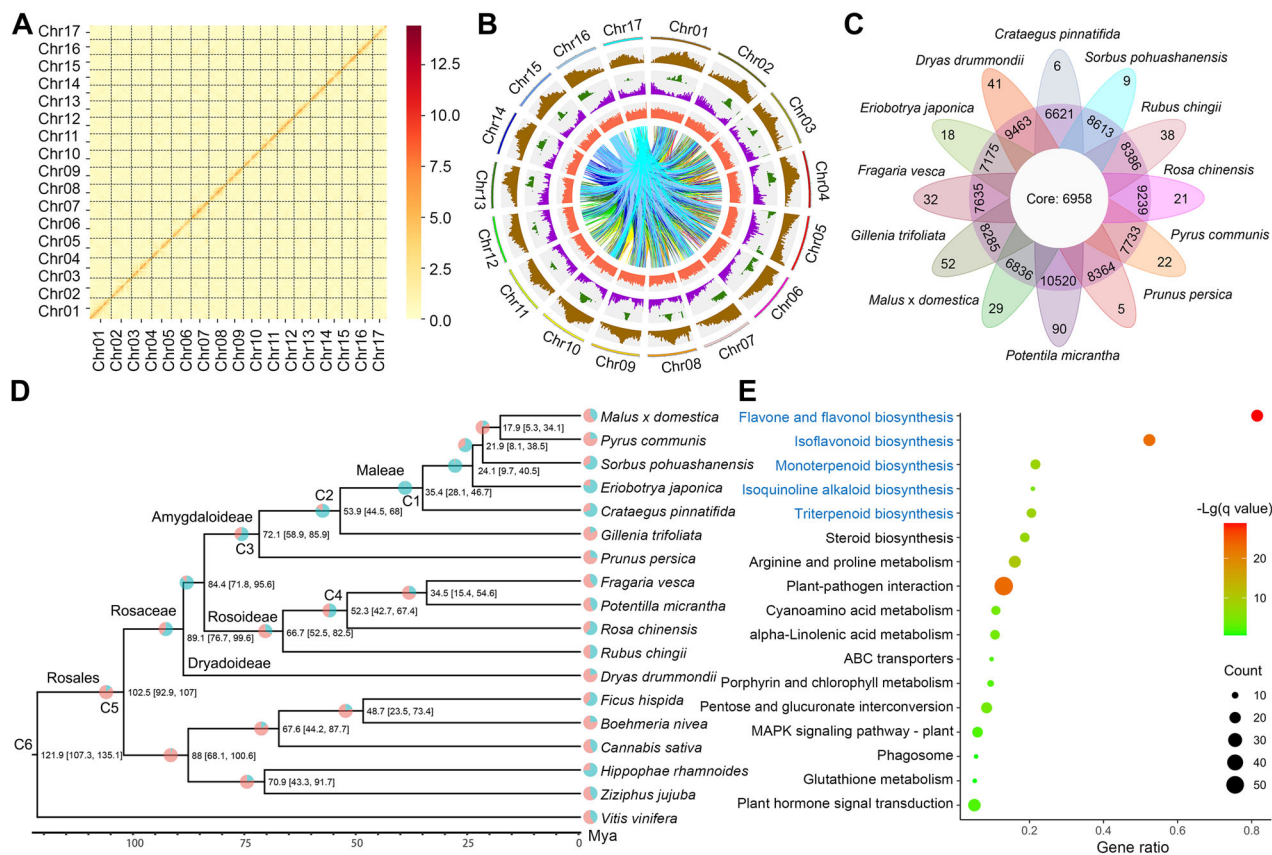 A
Chr17
Chr16
Chr15
Chr14
Chr13
Chr12
Chr11
Chr10
Chr09
Chr08
Chr07
Chr06
Chr05
Chr04
Chr03
Chr02
Chr01
Chr01
Chr02
Chr03
Chr04
Chr05
Chr06
Chr07
Chr08
Chr09
Chr10
Chr11
Chr12
Chr13
Chr14
Chr15
Chr16
Chr17
12.5
10.0
7.5
5.0
2.5
0.0
B
Chr01
Chr02
Chr03
Chr04
Chr05
Chr06
Chr07
Chr08
Chr09
Chr10
Chr11
Chr12
Chr13
Chr14
Chr15
Chr16
Chr17
C
Crataegus pinnatifida
Sorbus pohuashanensis
Rubus chingii
Rosa chinensis
Pyrus communis
Prunus persica
Potentila micrantha
Malus x domestica
Gillenia trifoliata
Fragaria vesca
Eriobotrya japonica
Dryas drummondii
6
9
38
21
22
5
90
29
52
32
18
41
6621
8613
8386
9239
7733
8364
10520
6836
8285
7635
7175
9463
Core: 6958
D
Malus x domestica
Pyrus communis
Sorbus pohuashanensis
Eriobotrya japonica
Crataegus pinnatifida
Gillenia trifoliata
Prunus persica
Fragaria vesca
Potentilla micrantha
Rosa chinensis
Rubus chingii
Dryas drummondii
Ficus hispida
Boehmeria nivea
Cannabis sativa
Hippophae rhamnoides
Ziziphus jujuba
Vitis vinifera
17.9 [5.3, 34.1]
21.9 [8.1, 38.5]
24.1 [9.7, 40.5]
Maleae
C1
35.4 [28.1, 46.7]
C2
53.9 [44.5, 68]
Amygdaloideae
C3
72.1 [58.9, 85.9]
84.4 [71.8, 95.6]
34.5 [15.4, 54.6]
C4
52.3 [42.7, 67.4]
Rosoideae
66.7 [52.5, 82.5]
Rosaceae
89.1 [76.7, 99.6]
Dryadoideae
Rosales
C5
102.5 [92.9, 107]
48.7 [23.5, 73.4]
67.6 [44.2, 87.7]
88 [68.1, 100.6]
70.9 [43.3, 91.7]
C6
121.9 [107.3, 135.1]
100
75
50
25
0
Mya
E
Flavone and flavonol biosynthesis
Isoflavonoid biosynthesis
Monoterpenoid biosynthesis
Isoquinoline alkaloid biosynthesis
Triterpenoid biosynthesis
Steroid biosynthesis
Arginine and proline metabolism
Plant-pathogen interaction
Cyanoamino acid metabolism
alpha-Linolenic acid metabolism
ABC transporters
Porphyrin and chlorophyll metabolism
Pentose and glucuronate interconversion
MAPK signaling pathway - plant
Phagosome
Glutathione metabolism
Plant hormone signal transduction
0.2
0.4
0.6
0.8
Gene ratio
-Lg(q value)
20
10
Count
10
20
30
40
50